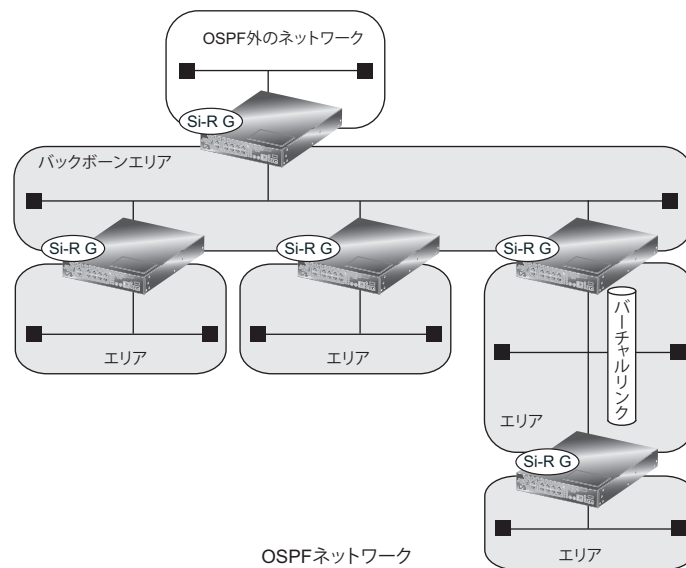 OSPF外のネットワーク
Si-R G
バックボーンエリア
Si-R G
Si-R G
Si-R G
エリア
エリア
バーチャルリンク
エリア
Si-R G
エリア
OSPFネットワーク